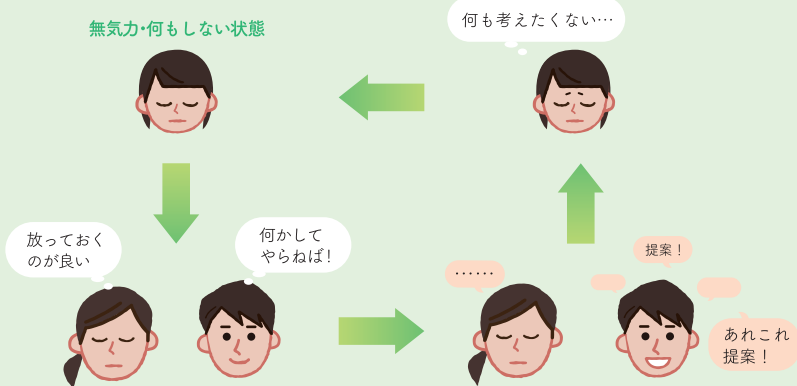 無気力・何もしない状態
何も考えたくない…
放っておく
のが良い
何かして
やらねば！
……
提案！
あれこれ
提案！